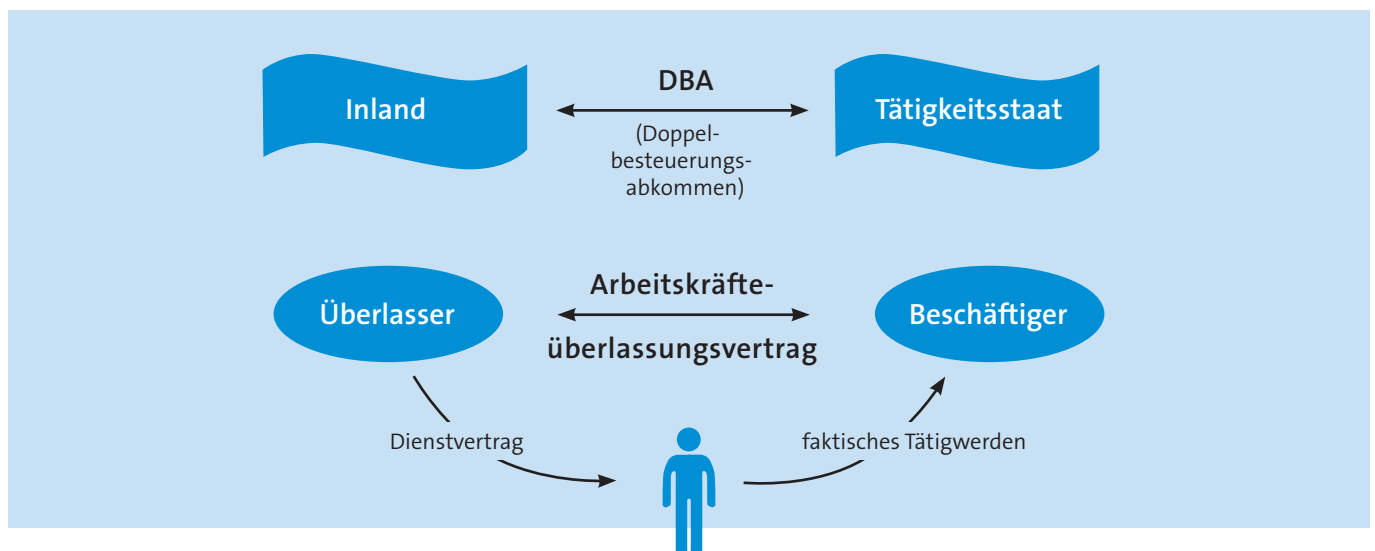 Inland
DBA
(Doppel-
besteuerungs-
abkommen)
Tätigkeitsstaat
Überlasser
Arbeitskräfte-
überlassungsvertrag
Beschäftiger
Dienstvertrag
faktisches Tätigwerden